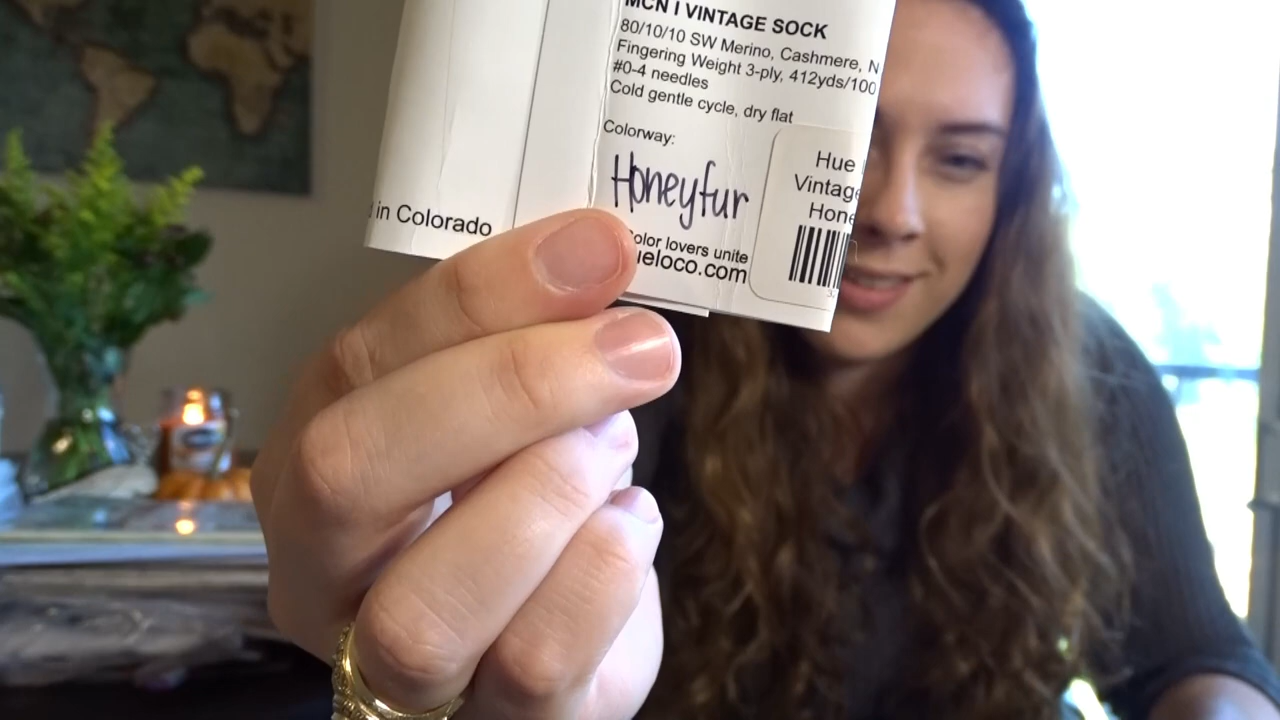 MCN I VINTAGE SOCK
80/10/10 SW Merino, Cashmere, N
Fingering Weight 3-ply, 412yds/100
#0-4 needles
Cold gentle cycle, dry flat
Colorway:
Honeyfur
Color lovers unite
ueloco.com
in Colorado
Hue
Vintage
Hone